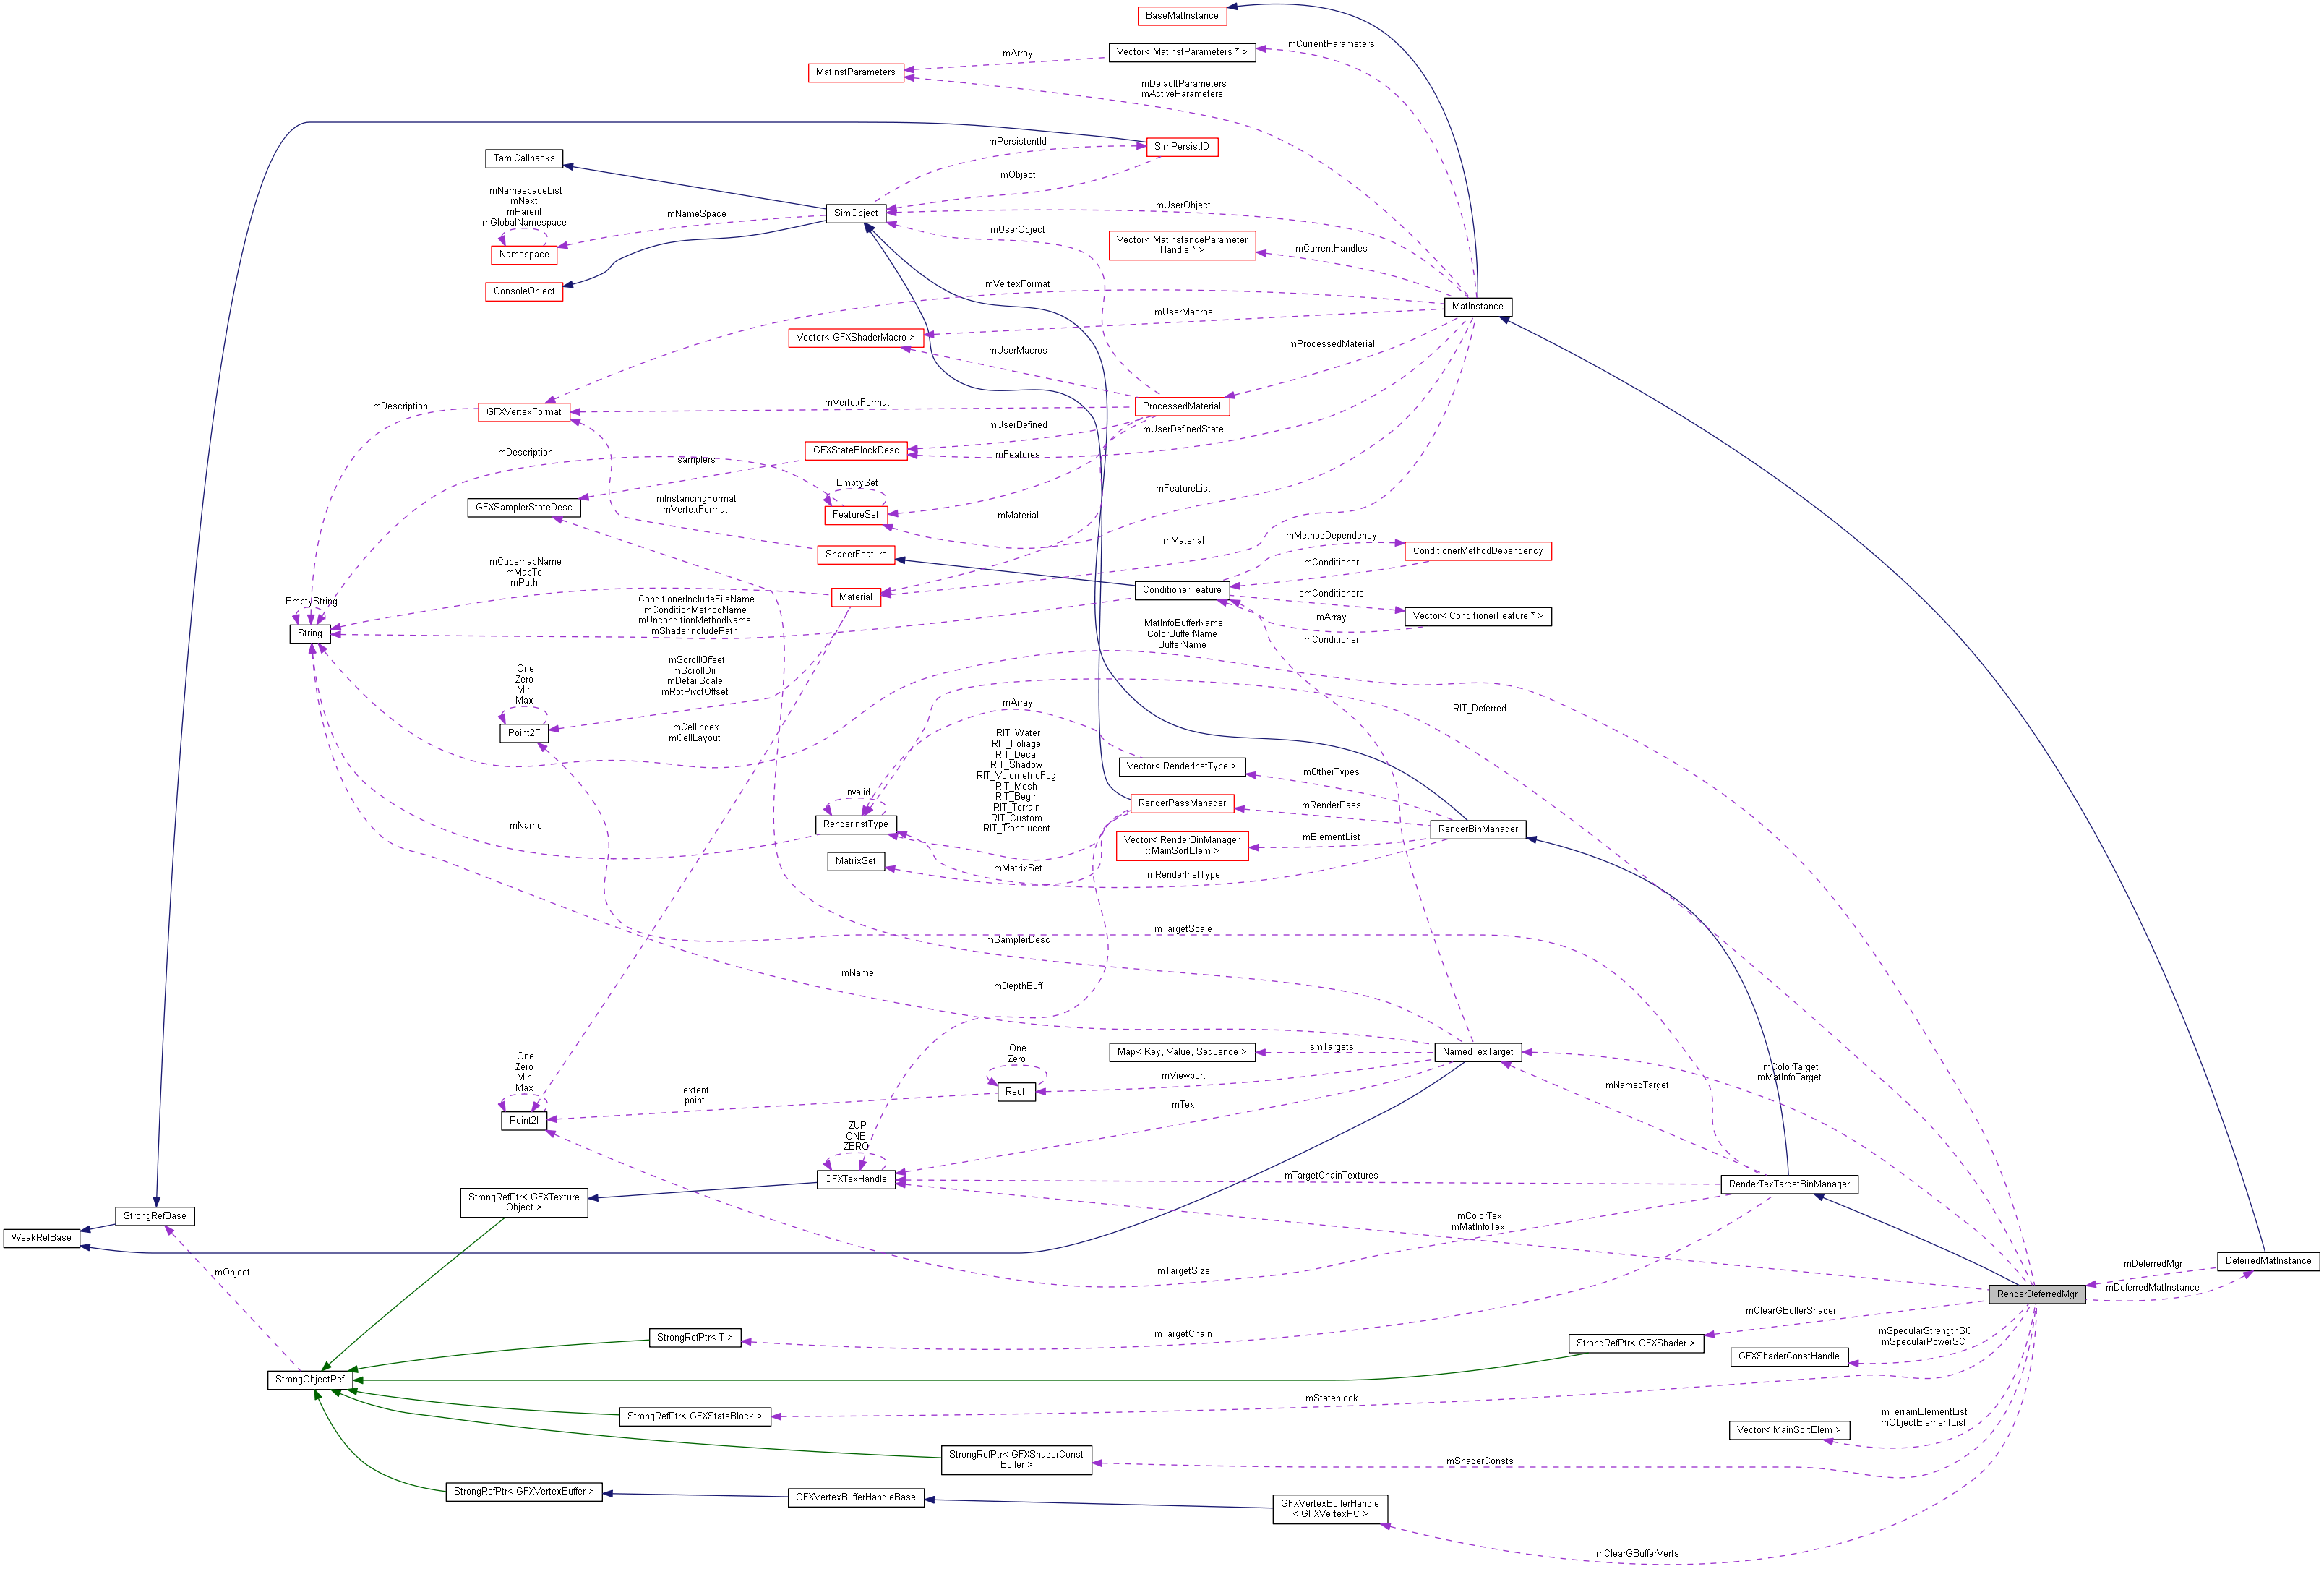 BaseMatInstance
mCurrentParameters
Vector< MatInstParameters * >
mArray
MatInstParameters
mDefaultParameters
mActiveParameters
SimPersistID
mPersistentId
TamlCallbacks
mObject
mNamespaceList
mNext
mParent
mGlobalNamespace
mNameSpace
SimObject
mUserObject
mUserObject
Vector< MatInstanceParameter
Handle * >
mCurrentHandles
Namespace
ConsoleObject
mVertexFormat
MatInstance
mUserMacros
Vector< GFXShaderMacro >
mUserMacros
mProcessedMaterial
mDescription
GFXVertexFormat
mVertexFormat
ProcessedMaterial
mUserDefined
mUserDefinedState
GFXStateBlockDesc
mDescription
samplers
mFeatures
EmptySet
mFeatureList
GFXSamplerStateDesc
mInstancingFormat
mVertexFormat
FeatureSet
mMaterial
mMaterial
mMethodDependency
ConditionerMethodDependency
ShaderFeature
mCubemapName
mMapTo
mPath
mConditioner
ConditionerFeature
smConditioners
Material
EmptyString
ConditionerIncludeFileName
mConditionMethodName
mUnconditionMethodName
mShaderIncludePath
Vector< ConditionerFeature * >
mArray
String
MatInfoBufferName
ColorBufferName
BufferName
mConditioner
mScrollOffset
mScrollDir
mDetailScale
mRotPivotOffset
One
Zero
Min
Max
Point2F
mCellIndex
mCellLayout
mArray
RIT_Deferred
RIT_Water
RIT_Foliage
RIT_Decal
RIT_Shadow
RIT_VolumetricFog
RIT_Mesh
RIT_Begin
RIT_Terrain
RIT_Custom
RIT_Translucent
...
Vector< RenderInstType >
mOtherTypes
Invalid
RenderPassManager
mRenderPass
mName
RenderInstType
RenderBinManager
Vector< RenderBinManager
::MainSortElem >
mElementList
MatrixSet
mMatrixSet
mRenderInstType
mTargetScale
mSamplerDesc
mName
mDepthBuff
Map< Key, Value, Sequence >
smTargets
NamedTexTarget
One
Zero
mViewport
mColorTarget
mMatInfoTarget
mNamedTarget
One
Zero
Min
Max
extent
point
RectI
mTex
Point2I
ZUP
ONE
ZERO
GFXTexHandle
mTargetChainTextures
RenderTexTargetBinManager
StrongRefPtr< GFXTexture
Object >
StrongRefBase
mColorTex
mMatInfoTex
WeakRefBase
mObject
mTargetSize
mDeferredMgr
DeferredMatInstance
mDeferredMatInstance
RenderDeferredMgr
mClearGBufferShader
StrongRefPtr< T >
mTargetChain
StrongRefPtr< GFXShader >
mSpecularStrengthSC
mSpecularPowerSC
GFXShaderConstHandle
StrongObjectRef
mStateblock
StrongRefPtr< GFXStateBlock >
mTerrainElementList
mObjectElementList
Vector< MainSortElem >
StrongRefPtr< GFXShaderConst
Buffer >
mShaderConsts
StrongRefPtr< GFXVertexBuffer >
GFXVertexBufferHandleBase
GFXVertexBufferHandle
< GFXVertexPC >
mClearGBufferVerts